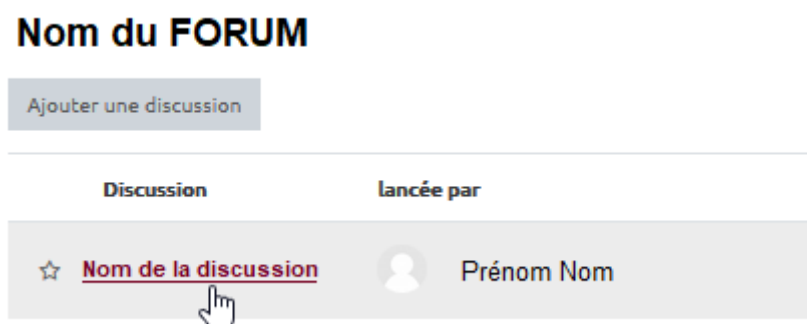 Nom du FORUM
Ajouter une discussion
Discussion lancée par
Nom de la discussion Prénom Nom